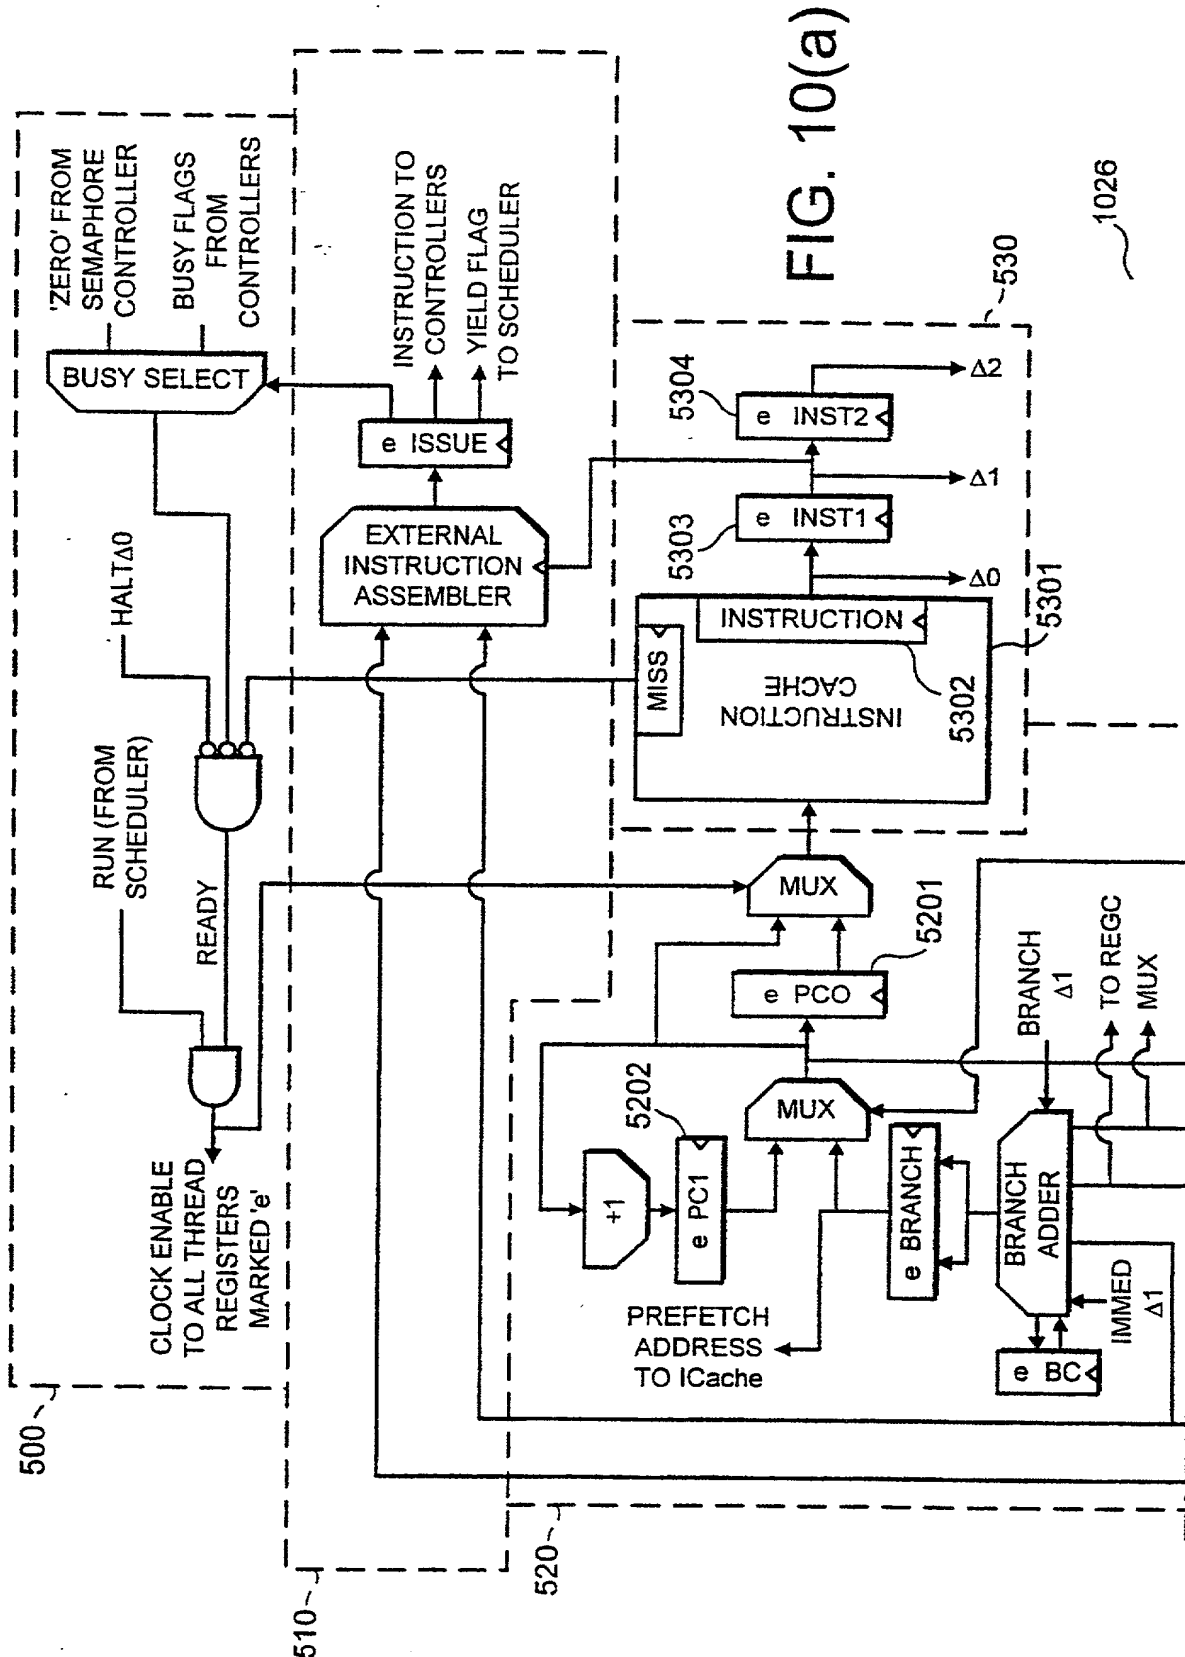 'ZERO' FROM
SEMAPHORE
CONTROLLER
BUSY FLAGS
FROM
CONTROLLERS
BUSY SELECT
HALTΔ0
RUN (FROM
SCHEDULER)
READY
CLOCK ENABLE
TO ALL THREAD
REGISTERS
MARKED 'e'
500
INSTRUCTION TO
CONTROLLERS
YIELD FLAG
TO SCHEDULER
e ISSUE
EXTERNAL
INSTRUCTION
ASSEMBLER
510
FIG. 10(a)
1026
530
5304
e INST2
Δ2
5303
e INST1
Δ1
Δ0
INSTRUCTION
MISS
INSTRUCTION
CACHE
5302
5301
MUX
5201
e PCO
5202
MUX
+1
e PC1
e BRANCH
PREFETCH
ADDRESS
TO ICache
BRANCH
Δ1
TO REGC
MUX
BRANCH
ADDER
IMMED
Δ1
e BC
520